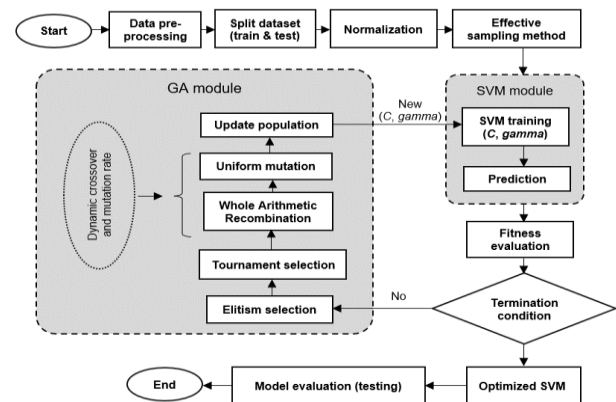 Start
Data pre-
processing
Split dataset
(train & test)
Normalization
Effective
sampling method
GA module
SVM module
Update population
New
(C, gamma)
SVM training
(C, gamma)
Uniform mutation
Prediction
Dynamic crossover
and mutation rate
Whole Arithmetic
Recombination
Fitness
evaluation
Tournament selection
Elitism selection
No
Termination
condition
End
Model evaluation (testing)
Optimized SVM